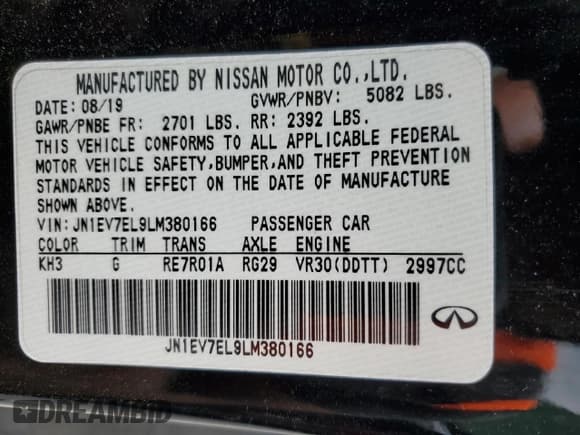 MANUFACTURED BY NISSAN MOTOR CO.,LTD.
DATE: 08/19 GVWR/PNBV: 5082 LBS.
GAWR/PNBE FR: 2701 LBS. RR: 2392 LBS.
THIS VEHICLE CONFORMS TO ALL APPLICABLE FEDERAL
MOTOR VEHICLE SAFETY,BUMPER,AND THEFT PREVENTION
STANDARDS IN EFFECT ON THE DATE OF MANUFACTURE
SHOWN ABOVE.
VIN: JN1EV7EL9LM380166 PASSENGER CAR
COLOR TRIM TRANS AXLE ENGINE
KH3 G RE7R01A RG29 VR30(DDTT) 2997CC
JN1EV7EL9LM380166
DREAMBID